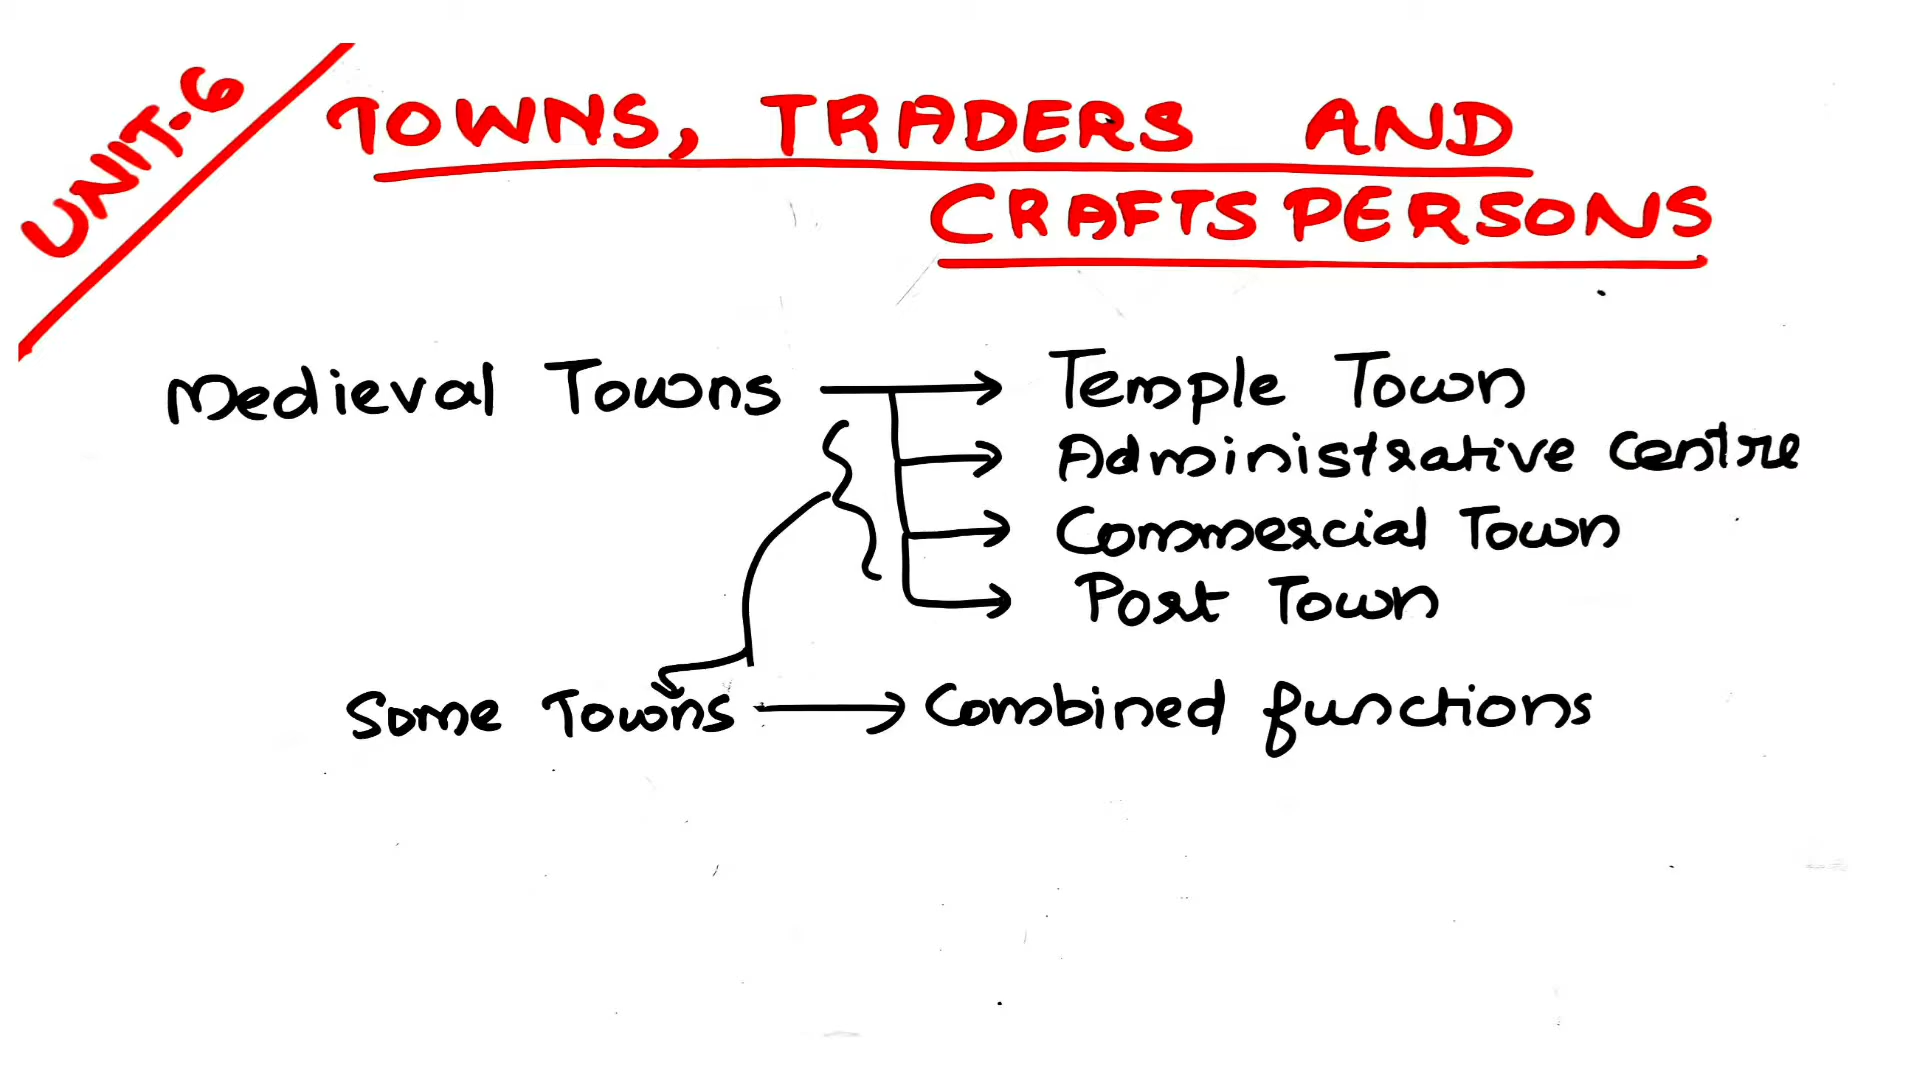 UNIT-6
TOWNS, TRADERS AND
CRAFTS PERSONS
Medieval Towns
Temple Town
Administrative Centre
Commercial Town
Port Town
Some Towns Combined functions